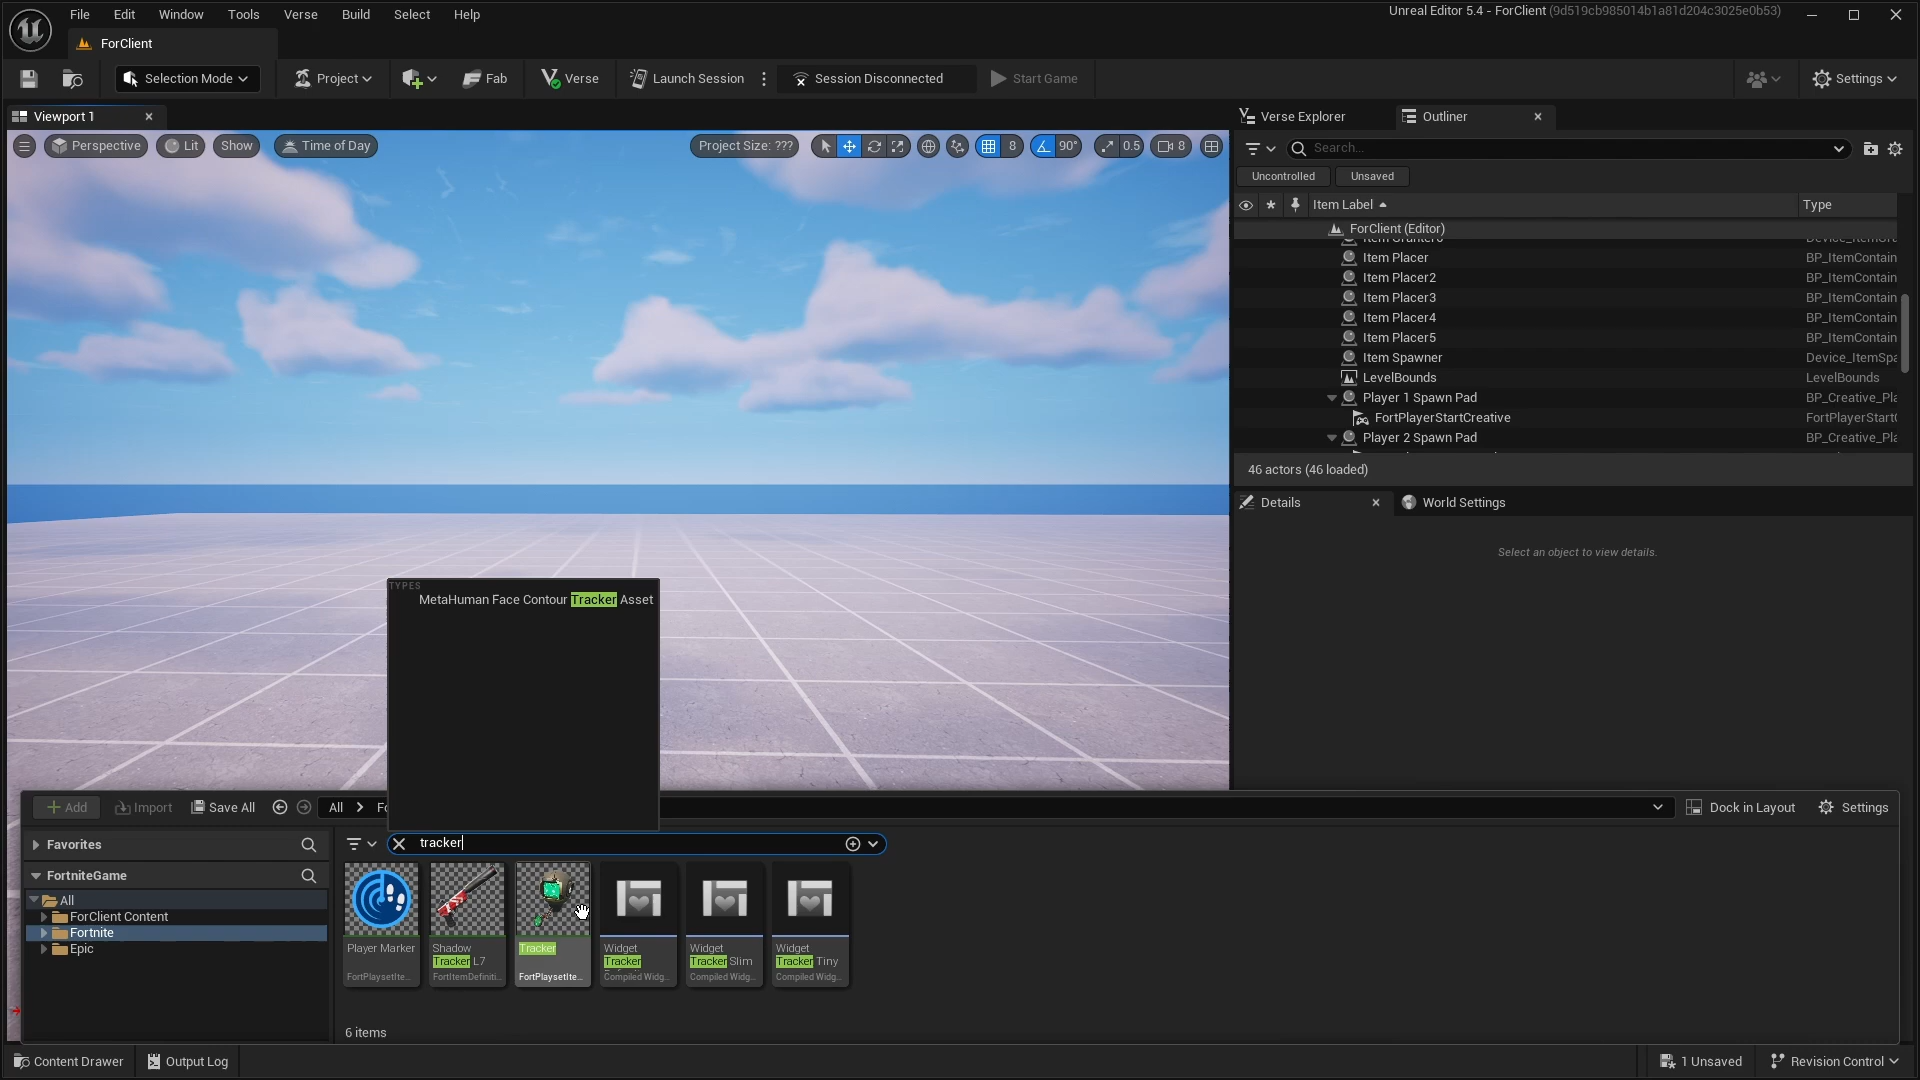 File Edit Window Tools Verse Build Select Help
Unreal Editor 5.4 - ForClient (9d519cb985014b1a81d204c3025e0b53)
ForClient
Selection Mode
Project
Fab
Verse
Launch Session
Session Disconnected
Start Game
Settings
Viewport 1
Verse Explorer
Outliner
Perspective
Lit
Show
Time of Day
Project Size: ???
8
90°
0.5
8
Search...
Uncontrolled
Unsaved
Item Label
Type
ForClient (Editor)
Item Placer BP_ItemContain
Item Placer2 BP_ItemContain
Item Placer3 BP_ItemContain
Item Placer4 BP_ItemContain
Item Placer5 BP_ItemContain
Item Spawner Device_ItemSpa
LevelBounds LevelBounds
Player 1 Spawn Pad BP_Creative_Pla
FortPlayerStartCreative FortPlayerStart
Player 2 Spawn Pad BP_Creative_Pla
46 actors (46 loaded)
Details
World Settings
Select an object to view details.
TYPES
MetaHuman Face Contour Tracker Asset
Add
Import
Save All
All
Dock in Layout
Settings
Favorites
tracker
FortniteGame
All
ForClient Content
Fortnite
Epic
Player Marker
FortPlaysetIte...
Shadow
Tracker L7
FortItemDefiniti...
Tracker
FortPlaysetIte...
Widget
Tracker
Compiled Widg...
Widget
Tracker Slim
Compiled Widg...
Widget
Tracker Tiny
Compiled Widg...
6 items
Content Drawer
Output Log
1 Unsaved
Revision Control